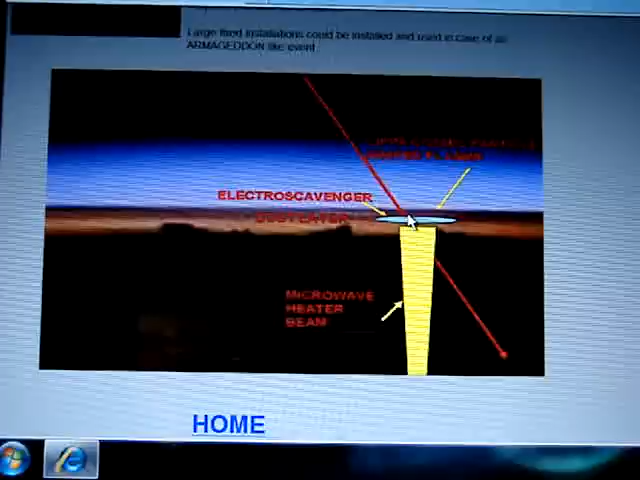 Large fixed installations could be installed and used in case of an
ARMAGEDDON like event
ELECTROSCAVENGER
MICROWAVE
HEATER
BEAM
HOME